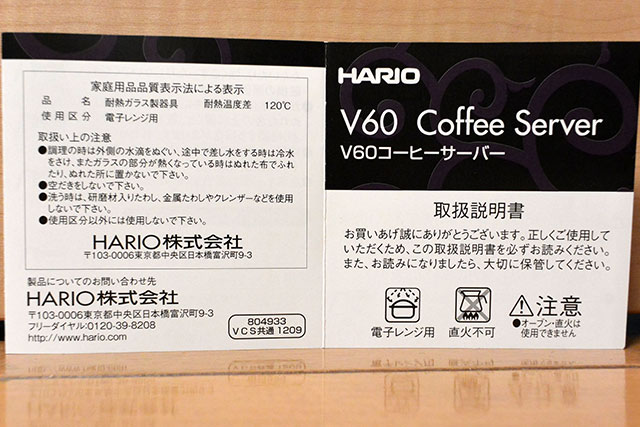 家庭用品品質表示法による表示
品　　名　耐熱ガラス製器具　耐熱温度差　120℃
使用区分　電子レンジ用
取扱い上の注意
●調理の時は外側の水滴をぬぐい、途中で差し水をする時は冷水
をさけ、またガラスの部分が熱くなっている時はぬれた布でふれ
たり、ぬれた所に置かないで下さい。
●空だきをしないで下さい。
●洗う時は、研磨材入りたわし、金属たわしやクレンザーなどを使用
しないで下さい。
●使用区分以外には使用しないで下さい。
HARIO株式会社
〒103-0006東京都中央区日本橋富沢町9-3
製品についてのお問い合わせ先
HARIO株式会社
〒103-0006東京都中央区日本橋富沢町9-3
フリーダイヤル:0120-39-8208
http://www.hario.com
804933
VCS共通1209
HARIO
V60 Coffee Server
V60コーヒーサーバー
取扱説明書
お買いあげ誠にありがとうございます。正しくご使用して
いただくため、この取扱説明書を必ずお読みください。
また、お読みになりましたら、大切に保管してください。
電子レンジ用
直火不可
注意
●オーブン・直火は
使用できません